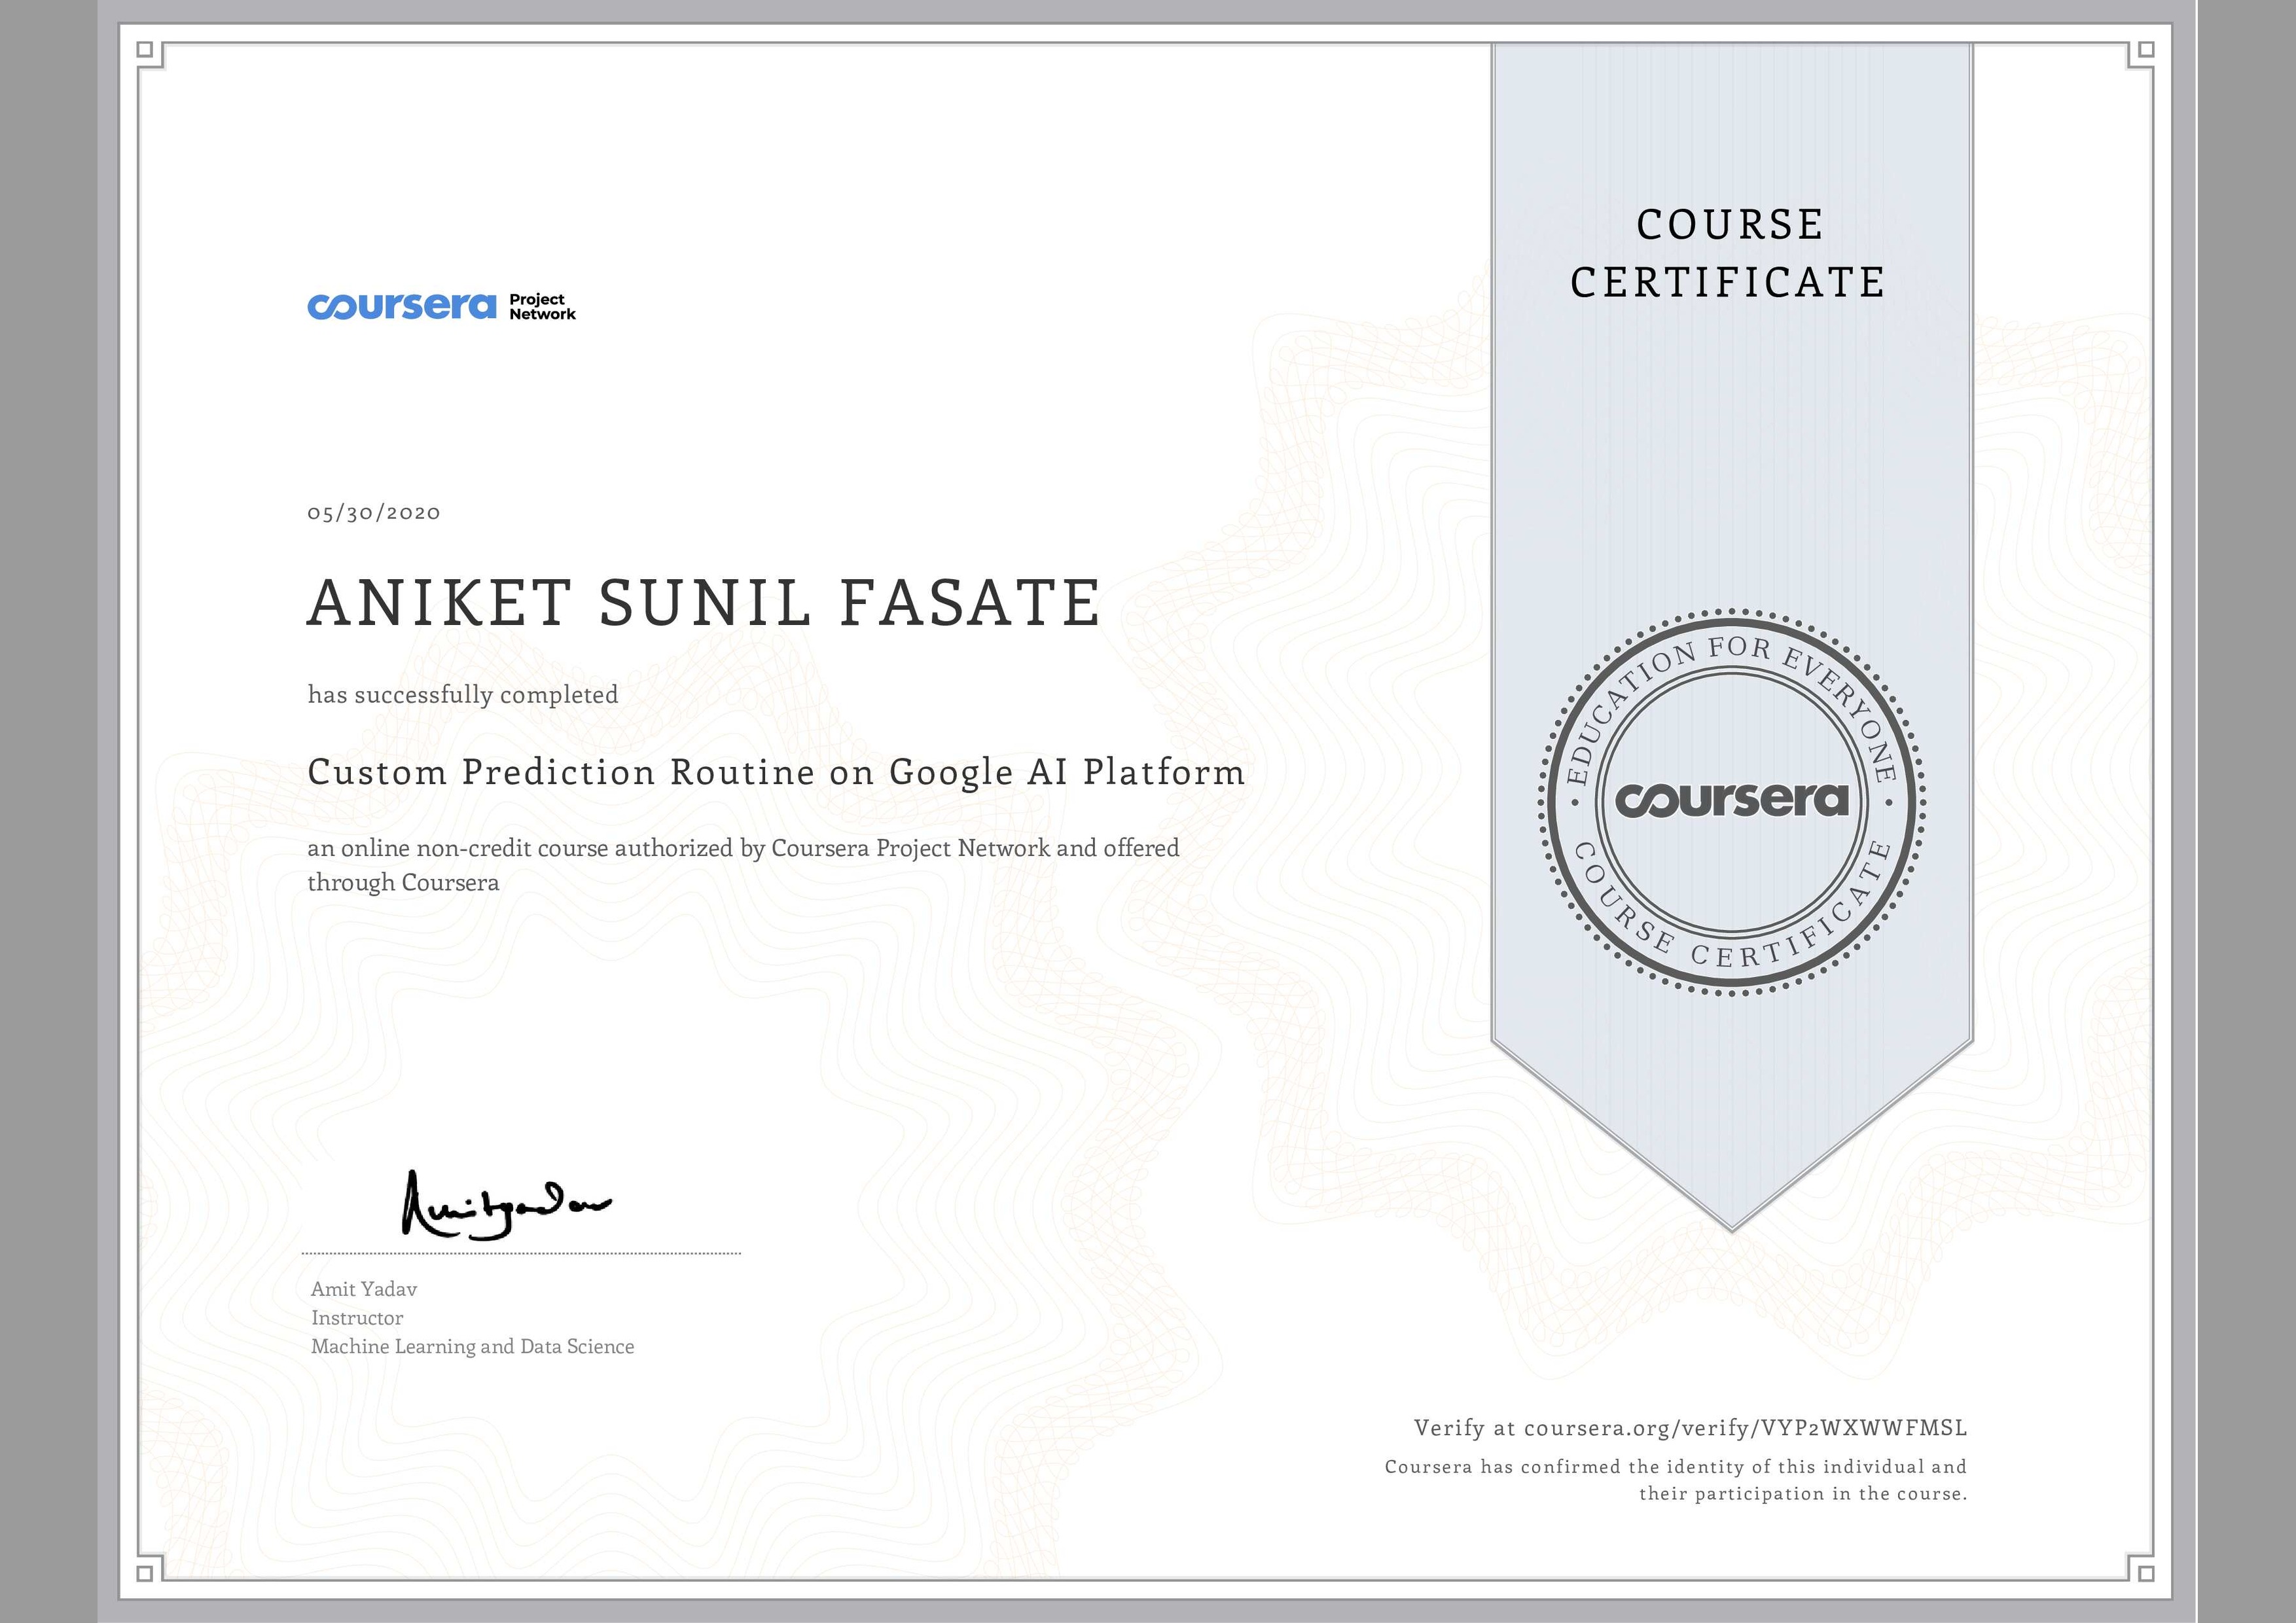 COURSE
CERTIFICATE
coursera Project
Network
05/30/2020
ANIKET SUNIL FASATE
has successfully completed
Custom Prediction Routine on Google AI Platform
an online non-credit course authorized by Coursera Project Network and offered
through Coursera
EDUCATION FOR EVERYONE
coursera
COURSE CERTIFICATE
Amit Yadav
Amit Yadav
Instructor
Machine Learning and Data Science
Verify at coursera.org/verify/VYP2WXWWFMSL
Coursera has confirmed the identity of this individual and
their participation in the course.